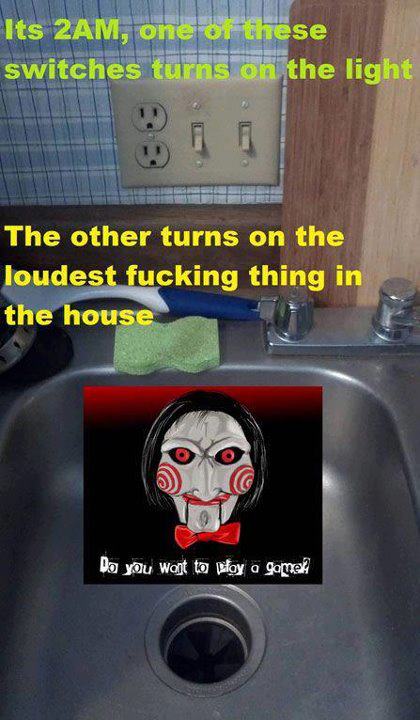 Its 2AM, one of these
switches turns on the light
The other turns on the
loudest fucking thing in
the house
Do you want to play a game?